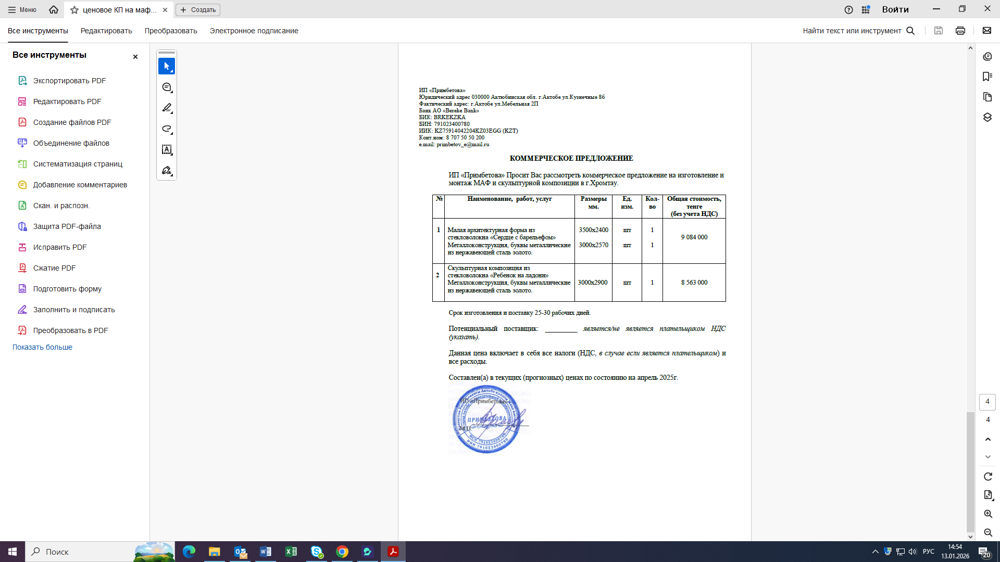 Меню
ценовое КП на маф...
Создать
Войти
Все инструменты
Редактировать
Преобразовать
Электронное подписание
Найти текст или инструмент
Все инструменты
Экспортировать PDF
Редактировать PDF
Создание файлов PDF
Объединение файлов
Систематизация страниц
Добавление комментариев
Скан. и распозн.
Защита PDF-файла
Исправить PDF
Сжатие PDF
Подготовить форму
Заполнить и подписать
Преобразовать в PDF
Показать больше
ИП «Примбетова»
Юридический адрес 030000 Актюбинская обл. г.Актобе ул.Кузнечные 86
Фактический адрес: г.Актобе ул.Мебельная 2П
Банк АО «Bereke Bank»
БИК: BRKEKZKA
БИН: 791023400780
ИИК: KZ75914042204KZ03EGG (KZT)
Конт.ном: 8 707 50 50 200
e.mail: primbetov_e@mail.ru
КОММЕРЧЕСКОЕ ПРЕДЛОЖЕНИЕ
ИП «Примбетова» Просит Вас рассмотреть коммерческое предложение на изготовление и
монтаж МАФ и скульптурной композиции в г.Хромтау.
№ Наименование, работ, услуг Размеры мм. Ед. изм. Кол-во Общая стоимость, тенге (без учета НДС)
1 Малая архитектурная форма из 3500х2400 шт 1
стекловолокна «Сердце с барельефом» 9 084 000
Металлоконструкция, буквы металлические 3000х2570 шт 1
из нержавеющей сталь золото.
Скульптурная композиция из
2 стекловолокна «Ребенок на ладони»
Металлоконструкция, буквы металлические 3000х2900 шт 1 8 563 000
из нержавеющей сталь золото.
Срок изготовления и поставку 25-30 рабочих дней.
Потенциальный поставщик: _________ является/не является плательщиком НДС
(указать).
Данная цена включает в себя все налоги (НДС, в случае если является плательщиком) и
все расходы.
Составлен(а) в текущих (прогнозных) ценах по состоянию на апрель 2025г.
ИП «Примбетова»
ПРИМБЕТОВА
М.П.
ЖСН 791023400780
ИИН 791023400780
4
4
Поиск
РУС
14:54
13.01.2026
20